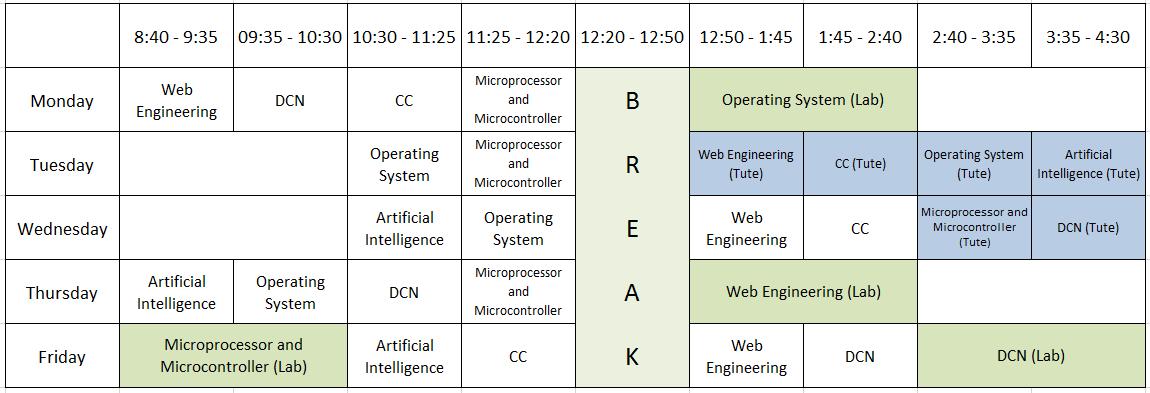 8:40 - 9:35 09:35 - 10:30 10:30 - 11:25 11:25 - 12:20 12:20 - 12:50 12:50 - 1:45 1:45 - 2:40 2:40 - 3:35 3:35 - 4:30
Monday
Web
Engineering
DCN
CC
Microprocessor
and
Microcontroller
B
Operating System (Lab)
Tuesday
Operating
System
Microprocessor
and
Microcontroller
R
Web Engineering
(Tute)
CC (Tute)
Operating System
(Tute)
Artificial
Intelligence (Tute)
Wednesday
Artificial
Intelligence
Operating
System
E
Web
Engineering
CC
Microprocessor and
Microcontroller
(Tute)
DCN (Tute)
Thursday
Artificial
Intelligence
Operating
System
DCN
Microprocessor
and
Microcontroller
A
Web Engineering (Lab)
Friday
Microprocessor and
Microcontroller (Lab)
Artificial
Intelligence
CC
K
Web
Engineering
DCN
DCN (Lab)